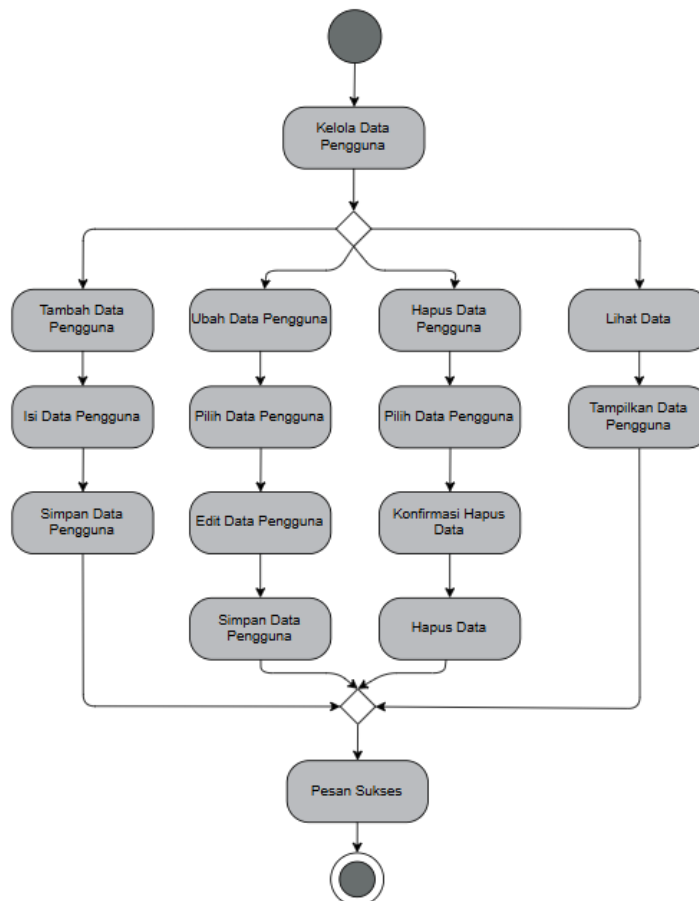 Kelola Data
Pengguna
Tambah Data
Pengguna
Ubah Data Pengguna
Hapus Data
Pengguna
Lihat Data
Isi Data Pengguna
Pilih Data Pengguna
Pilih Data Pengguna
Tampilkan Data
Pengguna
Simpan Data
Pengguna
Edit Data Pengguna
Konfirmasi Hapus
Data
Simpan Data
Pengguna
Hapus Data
Pesan Sukses